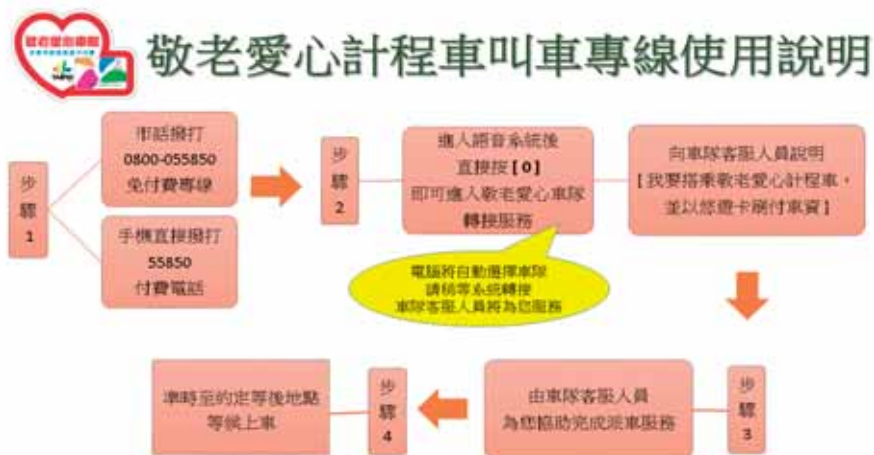 敬老愛心車隊
敬老愛心計程車叫車專線使用說明
步驟1
市話撥打
0800-055850
免付費專線
手機直接撥打
55850
付費電話
步驟2
進入語音系統後
直接按[0]
即可進入敬老愛心車隊
轉接服務
電腦將自動選擇車隊
請稍等系統轉接
車隊客服人員將為您服務
向車隊客服人員說明
[我要搭乘敬老愛心計程車，
並以悠遊卡刷付車資]
步驟3
由車隊客服人員
為您協助完成派車服務
步驟4
準時至約定等後地點
等候上車